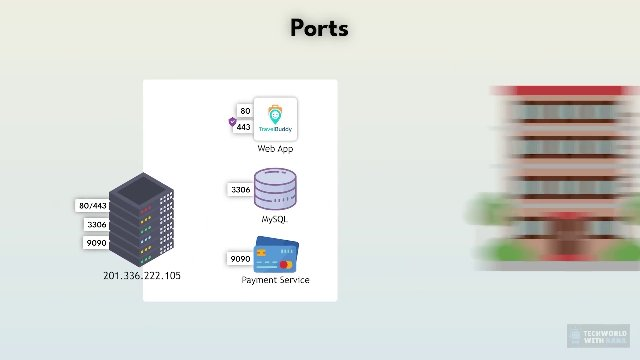 Ports
80
443
TravelBuddy
Web App
3306
MySQL
9090
Payment Service
80/443
3306
9090
201.336.222.105
TECHWORLD
WITH NANA